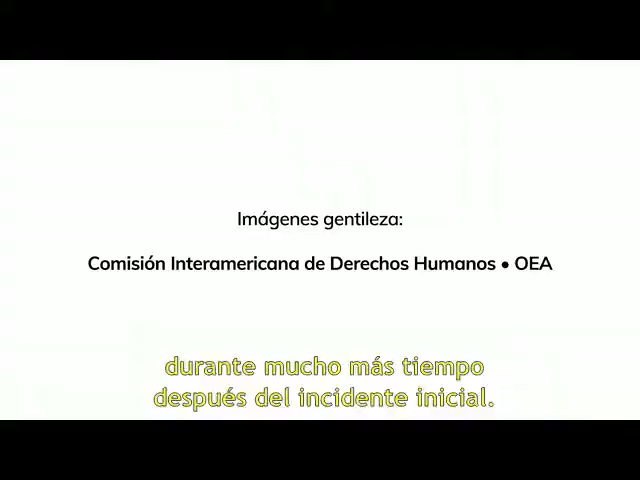 Imágenes gentileza:
Comisión Interamericana de Derechos Humanos • OEA
durante mucho más tiempo
después del incidente inicial.